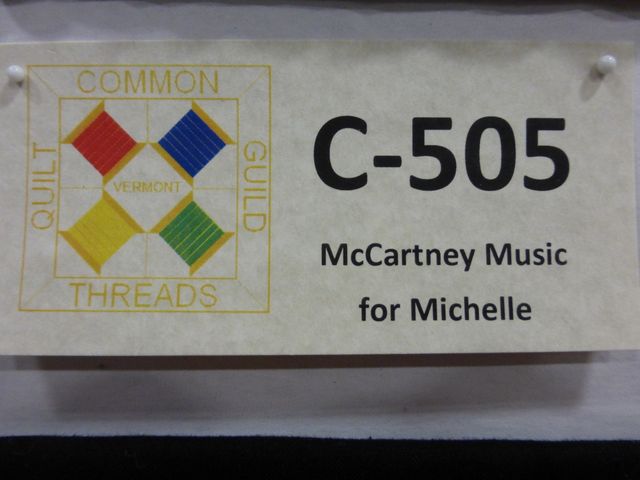 COMMON
QUILT
GUILD
VERMONT
THREADS
C-505
McCartney Music
for Michelle